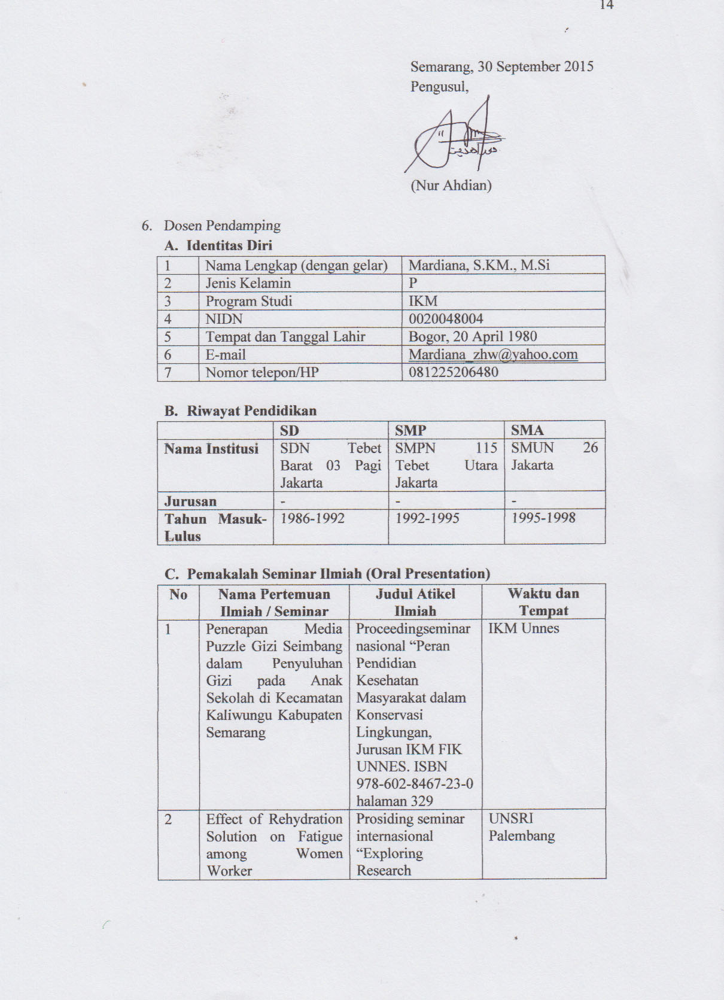 14
Semarang, 30 September 2015
Pengusul,
(Nur Ahdian)
6. Dosen Pendamping
A. Identitas Diri
1 Nama Lengkap (dengan gelar) Mardiana, S.KM., M.Si
2 Jenis Kelamin P
3 Program Studi IKM
4 NIDN 0020048004
5 Tempat dan Tanggal Lahir Bogor, 20 April 1980
6 E-mail Mardiana_zhw@yahoo.com
7 Nomor telepon/HP 081225206480
B. Riwayat Pendidikan
SD SMP SMA
Nama Institusi SDN Tebet SMPN 115 SMUN 26
Barat 03 Pagi Tebet Utara Jakarta
Jakarta Jakarta
Jurusan - - -
Tahun Masuk- 1986-1992 1992-1995 1995-1998
Lulus
C. Pemakalah Seminar Ilmiah (Oral Presentation)
No Nama Pertemuan Judul Atikel Waktu dan
Ilmiah / Seminar Ilmiah Tempat
1 Penerapan Media Proceedingseminar IKM Unnes
Puzzle Gizi Seimbang nasional “Peran
dalam Penyuluhan Pendidian
Gizi pada Anak Kesehatan
Sekolah di Kecamatan Masyarakat dalam
Kaliwungu Kabupaten Konservasi
Semarang Lingkungan,
Jurusan IKM FIK
UNNES. ISBN
978-602-8467-23-0
halaman 329
2 Effect of Rehydration Prosiding seminar UNSRI
Solution on Fatigue internasional Palembang
among Women “Exploring
Worker Research